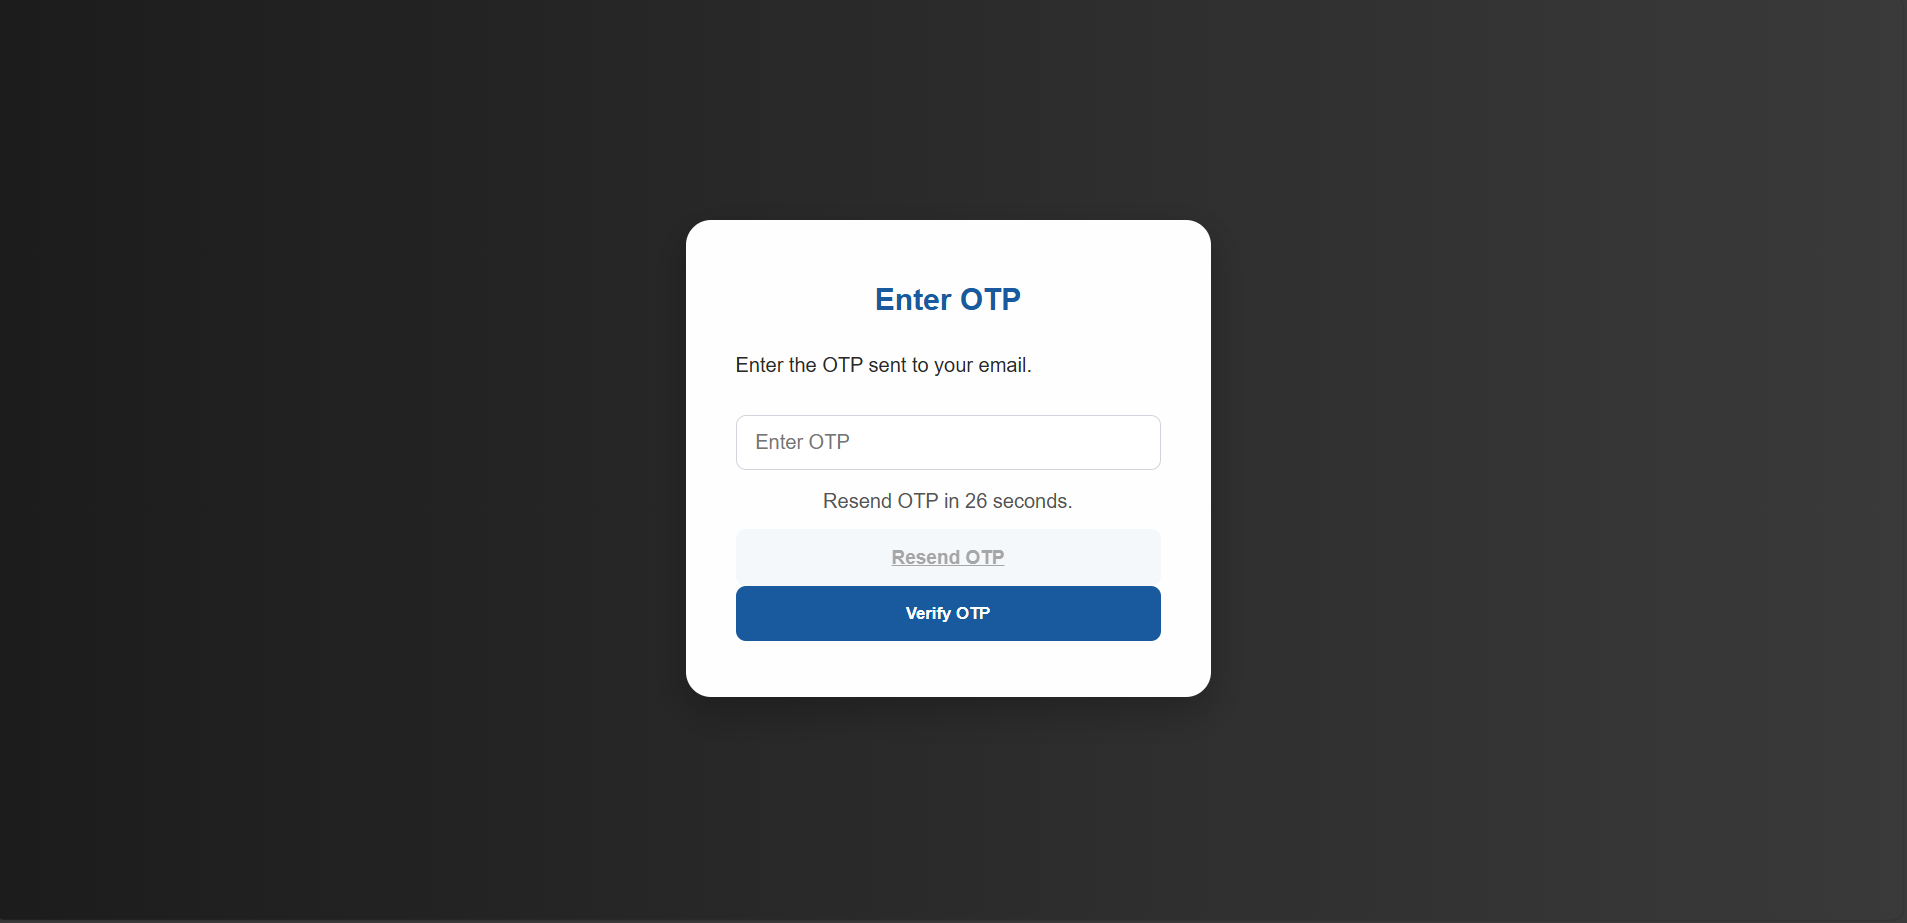 Enter OTP
Enter the OTP sent to your email.
Enter OTP
Resend OTP in 26 seconds.
Resend OTP
Verify OTP